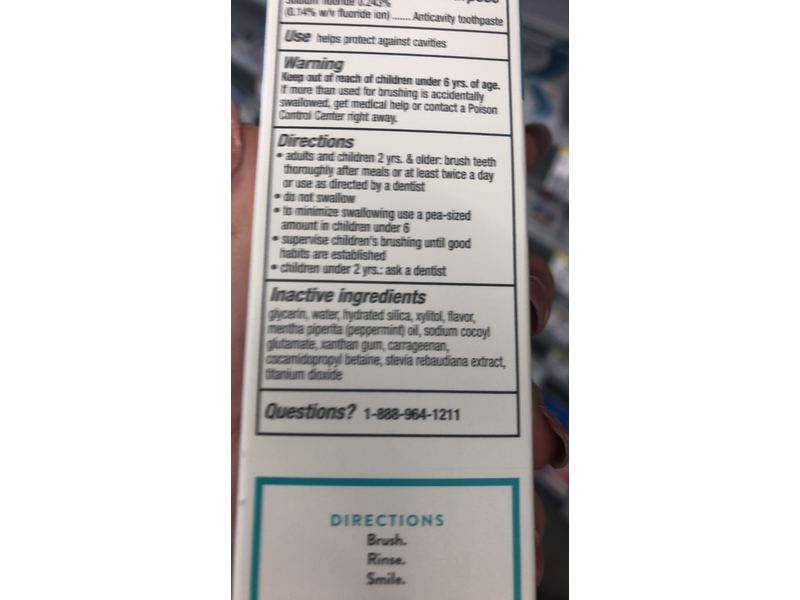 Sodium fluoride 0.243%
(0.14% w/v fluoride ion) ....... Anticavity toothpaste
Use helps protect against cavities
Warning
Keep out of reach of children under 6 yrs. of age.
If more than used for brushing is accidentally
swallowed, get medical help or contact a Poison
Control Center right away.
Directions
• adults and children 2 yrs. & older: brush teeth
thoroughly after meals or at least twice a day
or use as directed by a dentist
• do not swallow
• to minimize swallowing use a pea-sized
amount in children under 6
• supervise children's brushing until good
habits are established
• children under 2 yrs.: ask a dentist
Inactive ingredients
glycerin, water, hydrated silica, xylitol, flavor,
mentha piperita (peppermint) oil, sodium cocoyl
glutamate, xanthan gum, carrageenan,
cocamidopropyl betaine, stevia rebaudiana extract,
titanium dioxide
Questions? 1-888-964-1211
DIRECTIONS
Brush.
Rinse.
Smile.